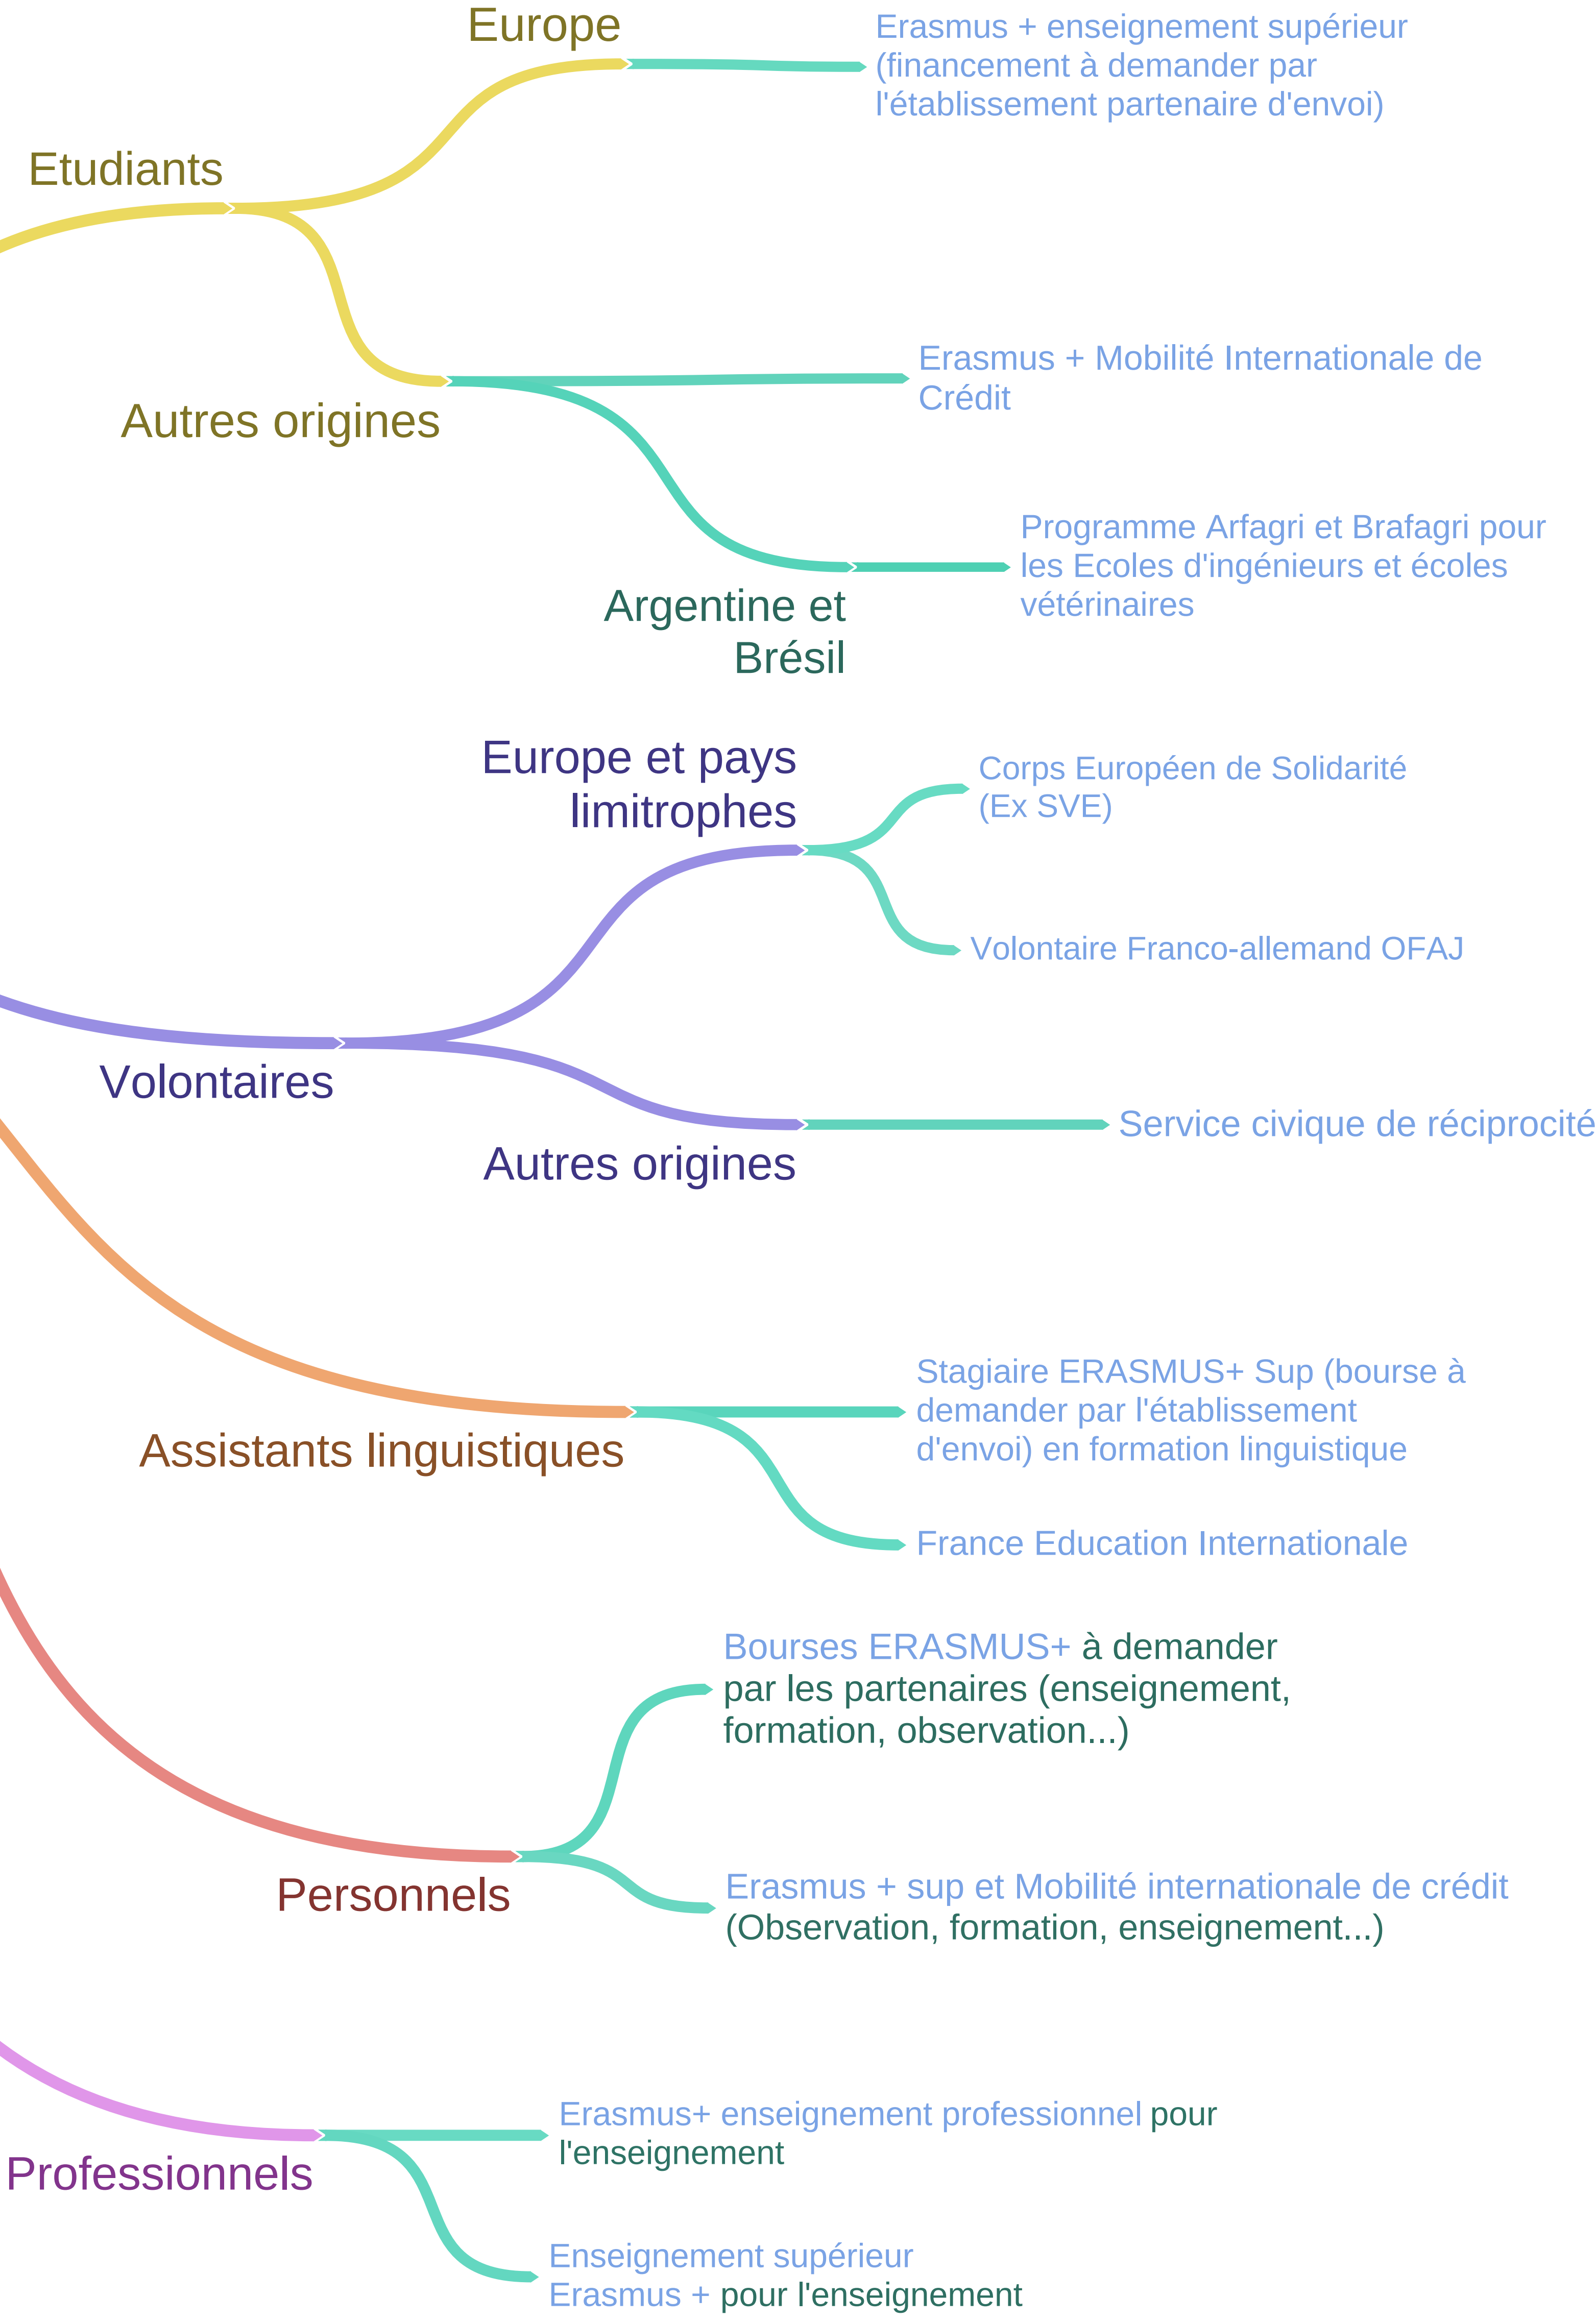 Europe
Erasmus + enseignement supérieur
(financement à demander par
l'établissement partenaire d'envoi)
Etudiants
Erasmus + Mobilité Internationale de
Crédit
Autres origines
Programme Arfagri et Brafagri pour
les Ecoles d'ingénieurs et écoles
vétérinaires
Argentine et
Brésil
Europe et pays
limitrophes
Corps Européen de Solidarité
(Ex SVE)
Volontaire Franco-allemand OFAJ
Volontaires
Service civique de réciprocité
Autres origines
Stagiaire ERASMUS+ Sup (bourse à
demander par l'établissement
d'envoi) en formation linguistique
Assistants linguistiques
France Education Internationale
Bourses ERASMUS+ à demander
par les partenaires (enseignement,
formation, observation...)
Personnels
Erasmus + sup et Mobilité internationale de crédit
(Observation, formation, enseignement...)
Erasmus+ enseignement professionnel pour
l'enseignement
Professionnels
Enseignement supérieur
Erasmus + pour l'enseignement